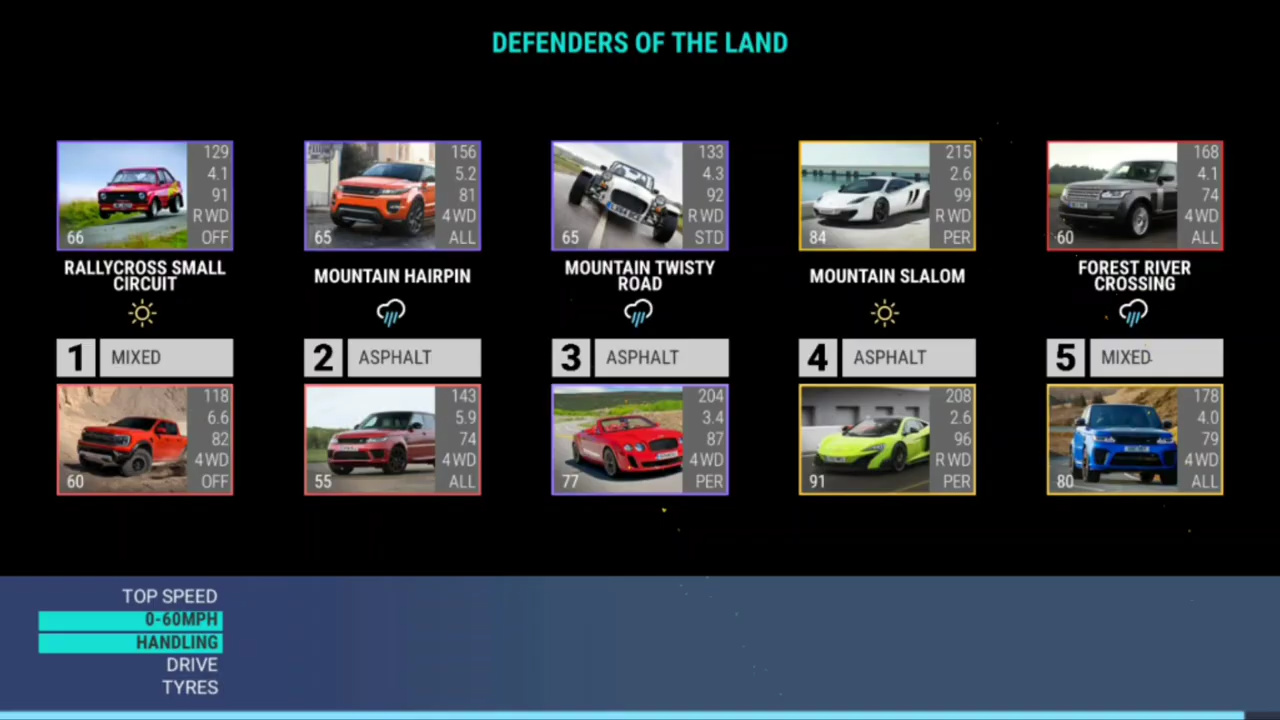 DEFENDERS OF THE LAND
129
4.1
91
RWD
OFF
66
156
5.2
81
4WD
ALL
65
133
4.3
92
RWD
STD
65
215
2.6
99
RWD
PER
84
168
4.1
74
4WD
ALL
60
RALLYCROSS SMALL
CIRCUIT
MOUNTAIN HAIRPIN
MOUNTAIN TWISTY
ROAD
MOUNTAIN SLALOM
FOREST RIVER
CROSSING
1 MIXED
2 ASPHALT
3 ASPHALT
4 ASPHALT
5 MIXED
118
6.6
82
4WD
OFF
60
143
5.9
74
4WD
ALL
55
204
3.4
87
4WD
PER
77
208
2.6
96
RWD
PER
91
178
4.0
79
4WD
ALL
80
TOP SPEED
0-60MPH
HANDLING
DRIVE
TYRES